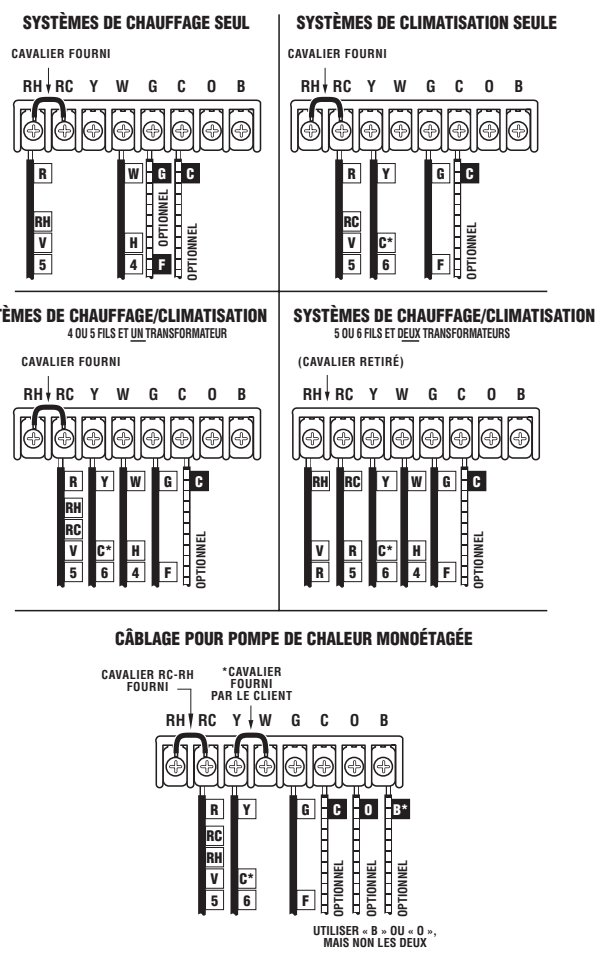 SYSTÈMES DE CHAUFFAGE SEUL
CAVALIER FOURNI
RH RC Y W G C O B
R W G C
RH
V H
5 4 F
OPTIONNEL
OPTIONNEL
SYSTÈMES DE CLIMATISATION SEULE
CAVALIER FOURNI
RH RC Y W G C O B
R Y G C
RC
V C*
5 6 F
OPTIONNEL
TÈMES DE CHAUFFAGE/CLIMATISATION
4 OU 5 FILS ET UN TRANSFORMATEUR
CAVALIER FOURNI
RH RC Y W G C O B
R Y W G C
RH
RC
V C* H
5 6 4 F
OPTIONNEL
SYSTÈMES DE CHAUFFAGE/CLIMATISATION
5 OU 6 FILS ET DEUX TRANSFORMATEURS
(CAVALIER RETIRÉ)
RH RC Y W G C O B
RH RC Y W G C
V R C* H
R 5 6 4 F
OPTIONNEL
CÂBLAGE POUR POMPE DE CHALEUR MONOÉTAGÉE
CAVALIER RC-RH
FOURNI
*CAVALIER
FOURNI
PAR LE CLIENT
RH RC Y W G C O B
R Y G C O B*
RC
RH
V C*
5 6 F
OPTIONNEL
OPTIONNEL
OPTIONNEL
UTILISER « B » OU « O »,
MAIS NON LES DEUX